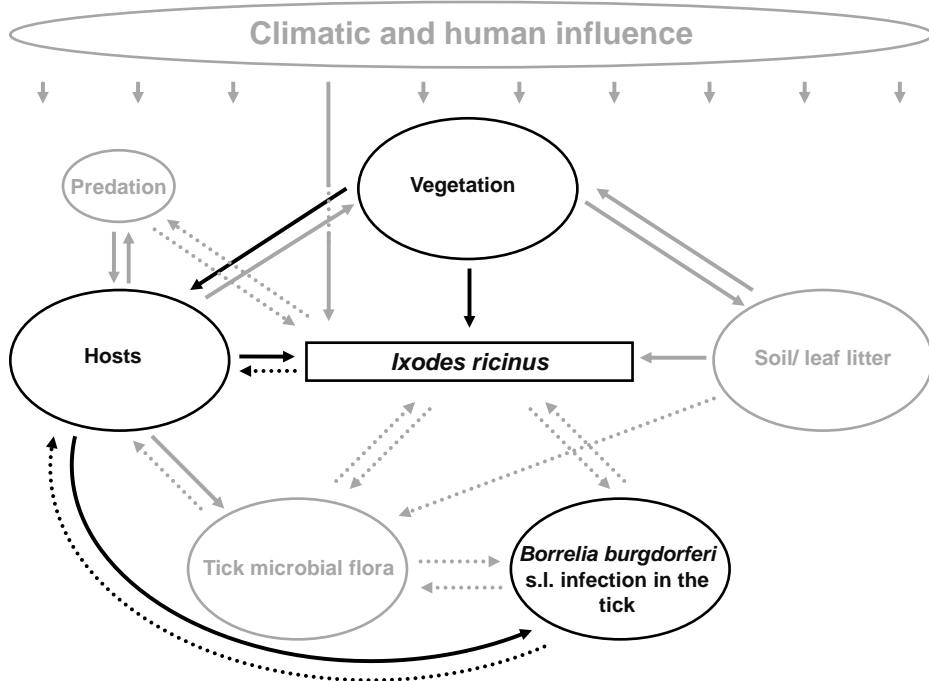 Climatic and human influence
Predation
Vegetation
Hosts
Ixodes ricinus
Soil/ leaf litter
Tick microbial flora
Borrelia burgdorferi
s.l. infection in the
tick